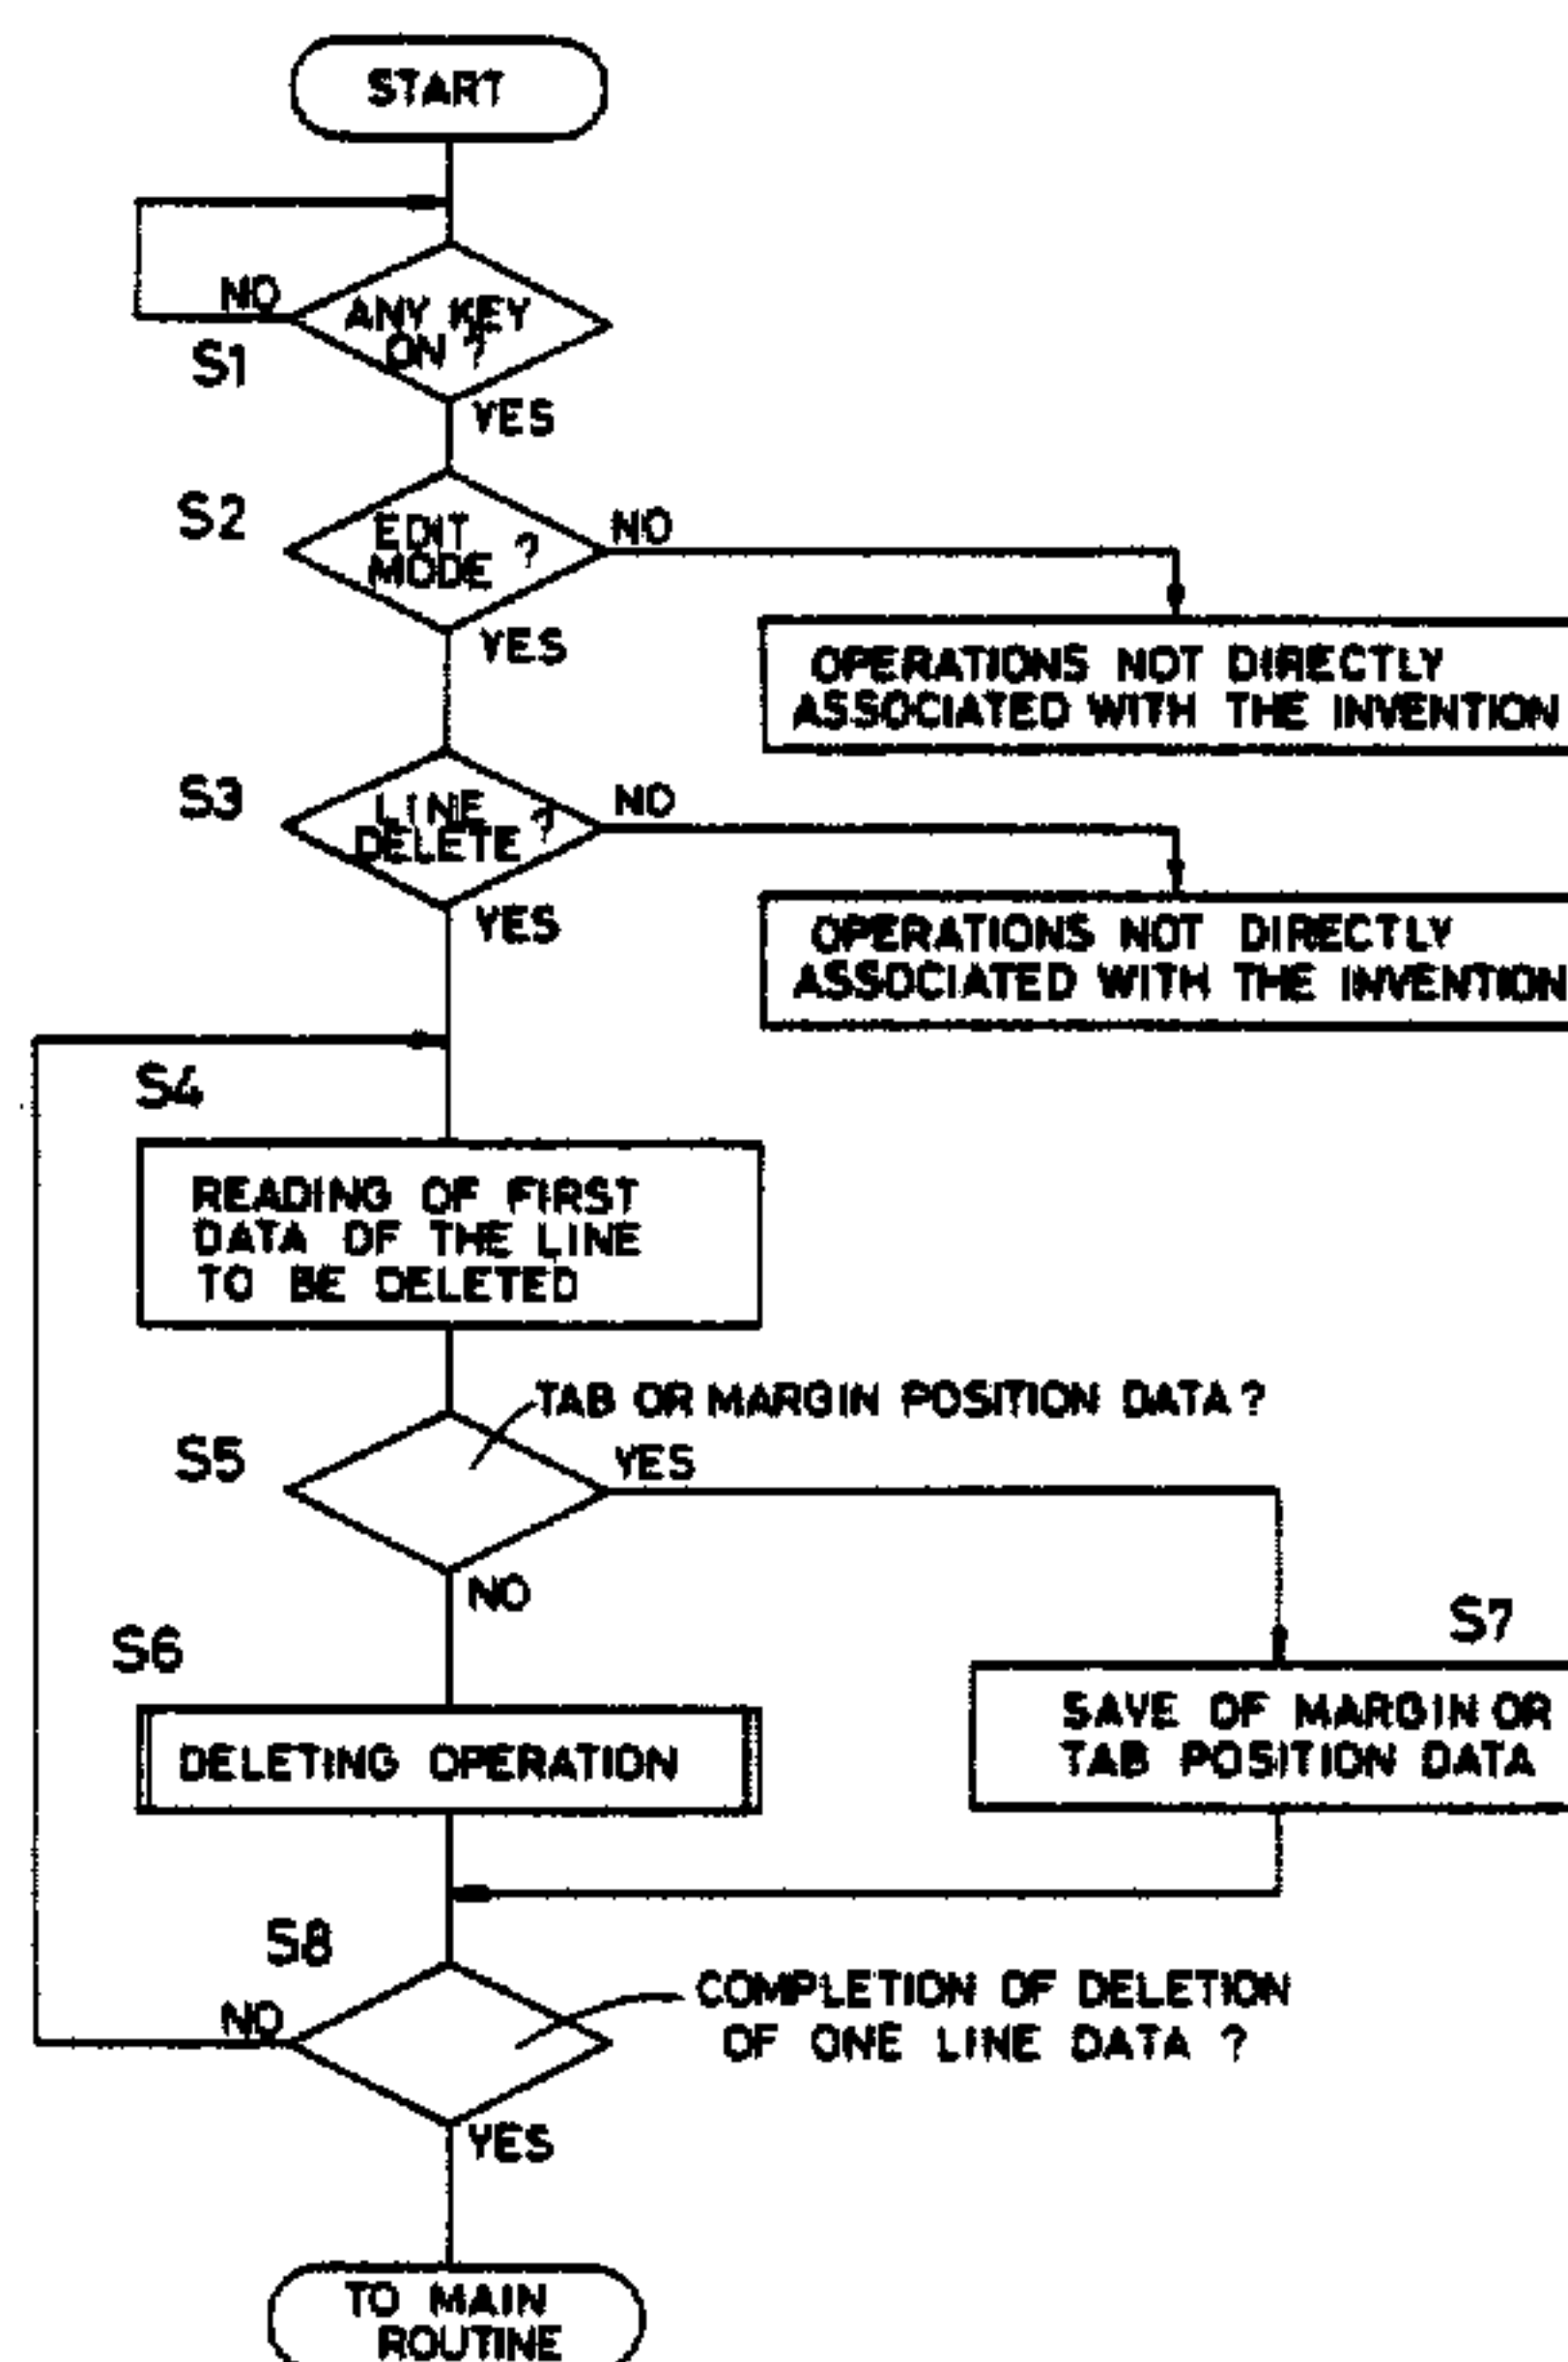 START
NO
ANY KEY
ON ?
S1
YES
S2
EDIT
MODE ?
NO
YES
OPERATIONS NOT DIRECTLY
ASSOCIATED WITH THE INVENTION
S3
LINE
DELETE ?
NO
YES
OPERATIONS NOT DIRECTLY
ASSOCIATED WITH THE INVENTION
S4
READING OF FIRST
DATA OF THE LINE
TO BE DELETED
TAB OR MARGIN POSITION DATA ?
S5
YES
NO
S7
S6
SAVE OF MARGIN OR
TAB POSITION DATA
DELETING OPERATION
S8
COMPLETION OF DELETION
OF ONE LINE DATA ?
NO
YES
TO MAIN
ROUTINE